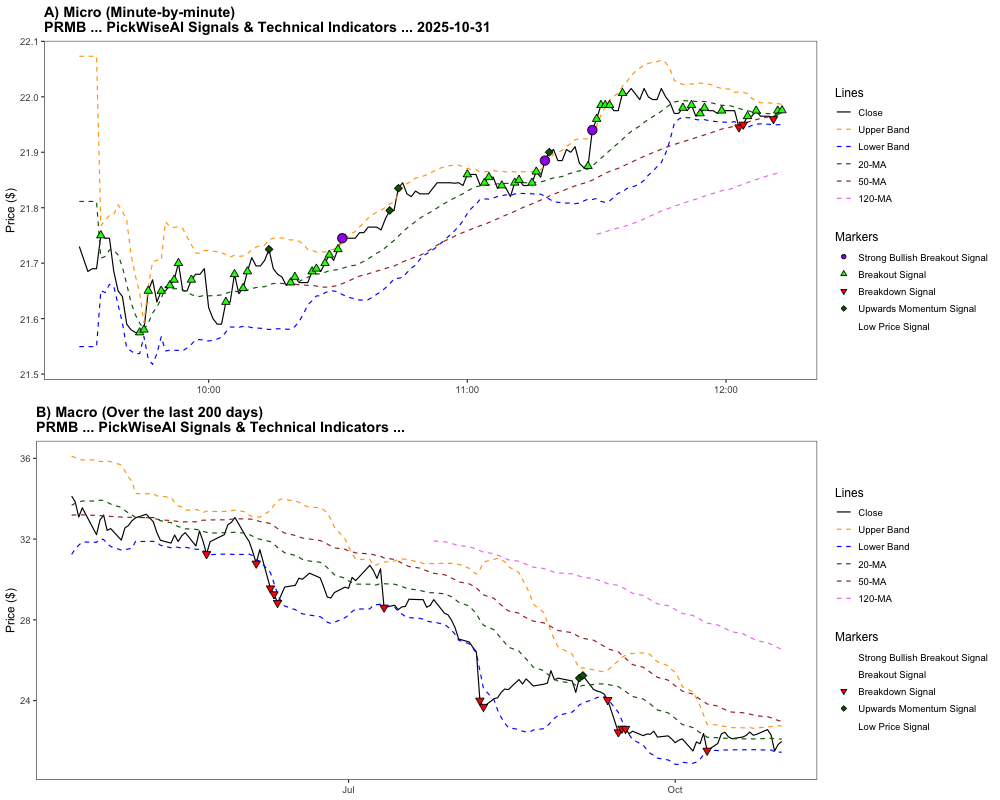 A) Micro (Minute-by-minute)
PRMB ... PickWiseAI Signals & Technical Indicators ... 2025-10-31
22.1
22.0
21.9
21.8
21.7
21.6
21.5
Price ($)
10:00
11:00
12:00
Lines
Close
Upper Band
Lower Band
20-MA
50-MA
120-MA
Markers
Strong Bullish Breakout Signal
Breakout Signal
Breakdown Signal
Upwards Momentum Signal
Low Price Signal
B) Macro (Over the last 200 days)
PRMB ... PickWiseAI Signals & Technical Indicators ...
36
32
28
24
Price ($)
Jul
Oct
Lines
Close
Upper Band
Lower Band
20-MA
50-MA
120-MA
Markers
Strong Bullish Breakout Signal
Breakout Signal
Breakdown Signal
Upwards Momentum Signal
Low Price Signal